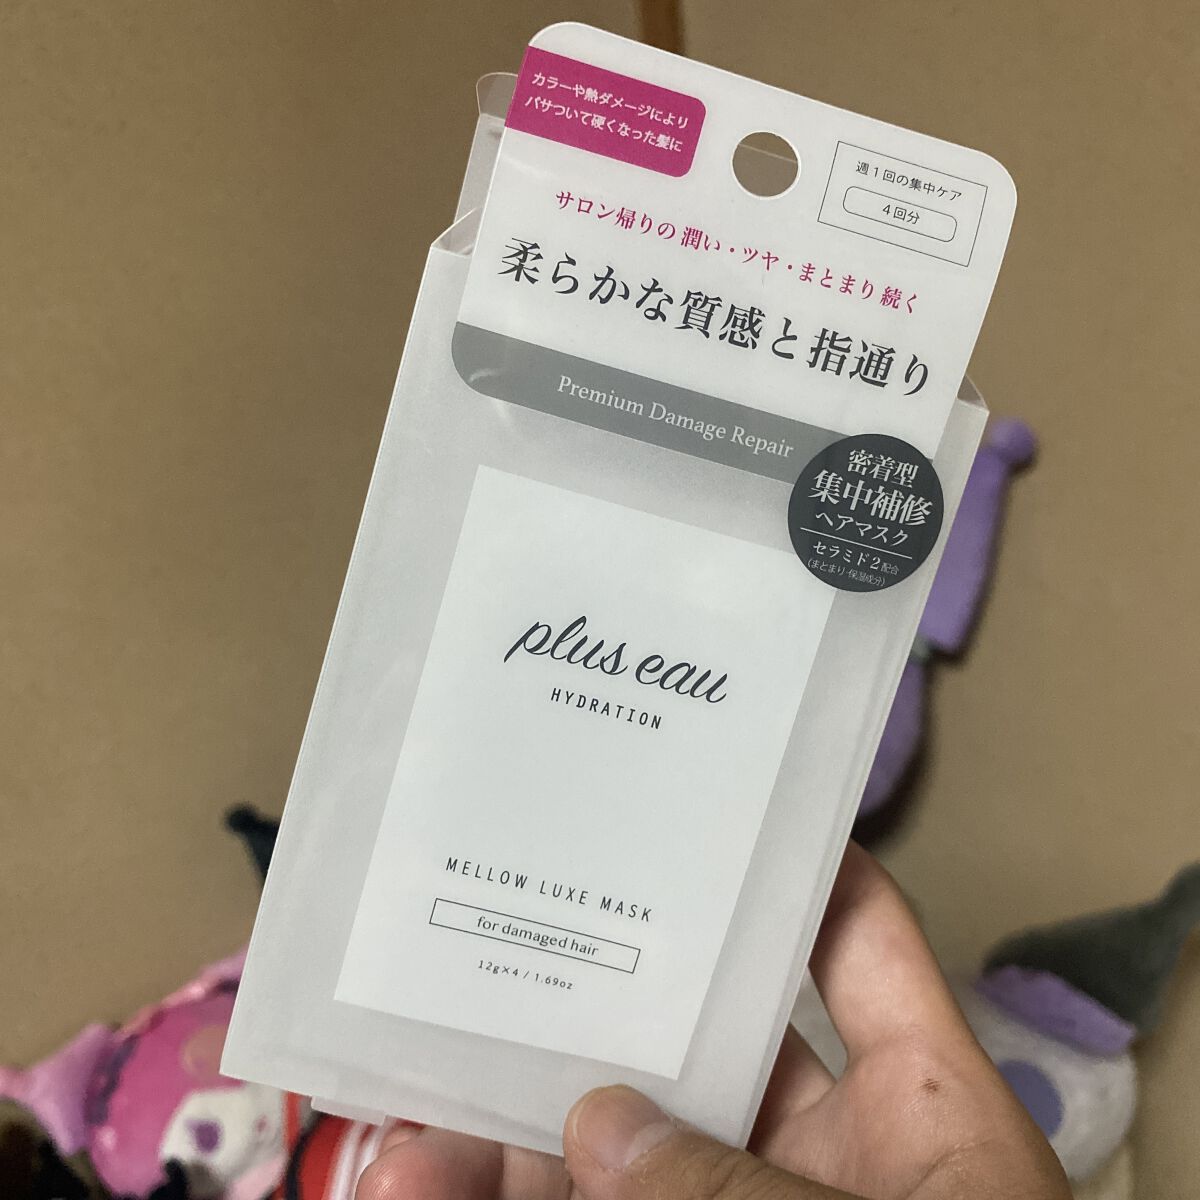 カラーや熱ダメージにより
パサついて硬くなった髪に
週1回の集中ケア
4回分
サロン帰りの潤い・ツヤ・まとまり続く
柔らかな質感と指通り
Premium Damage Repair
密着型
集中補修
ヘアマスク
セラミド2配合
(まとまり・保湿成分)
plus eau
HYDRATION
MELLOW LUXE MASK
for damaged hair
12g×4 / 1.69oz